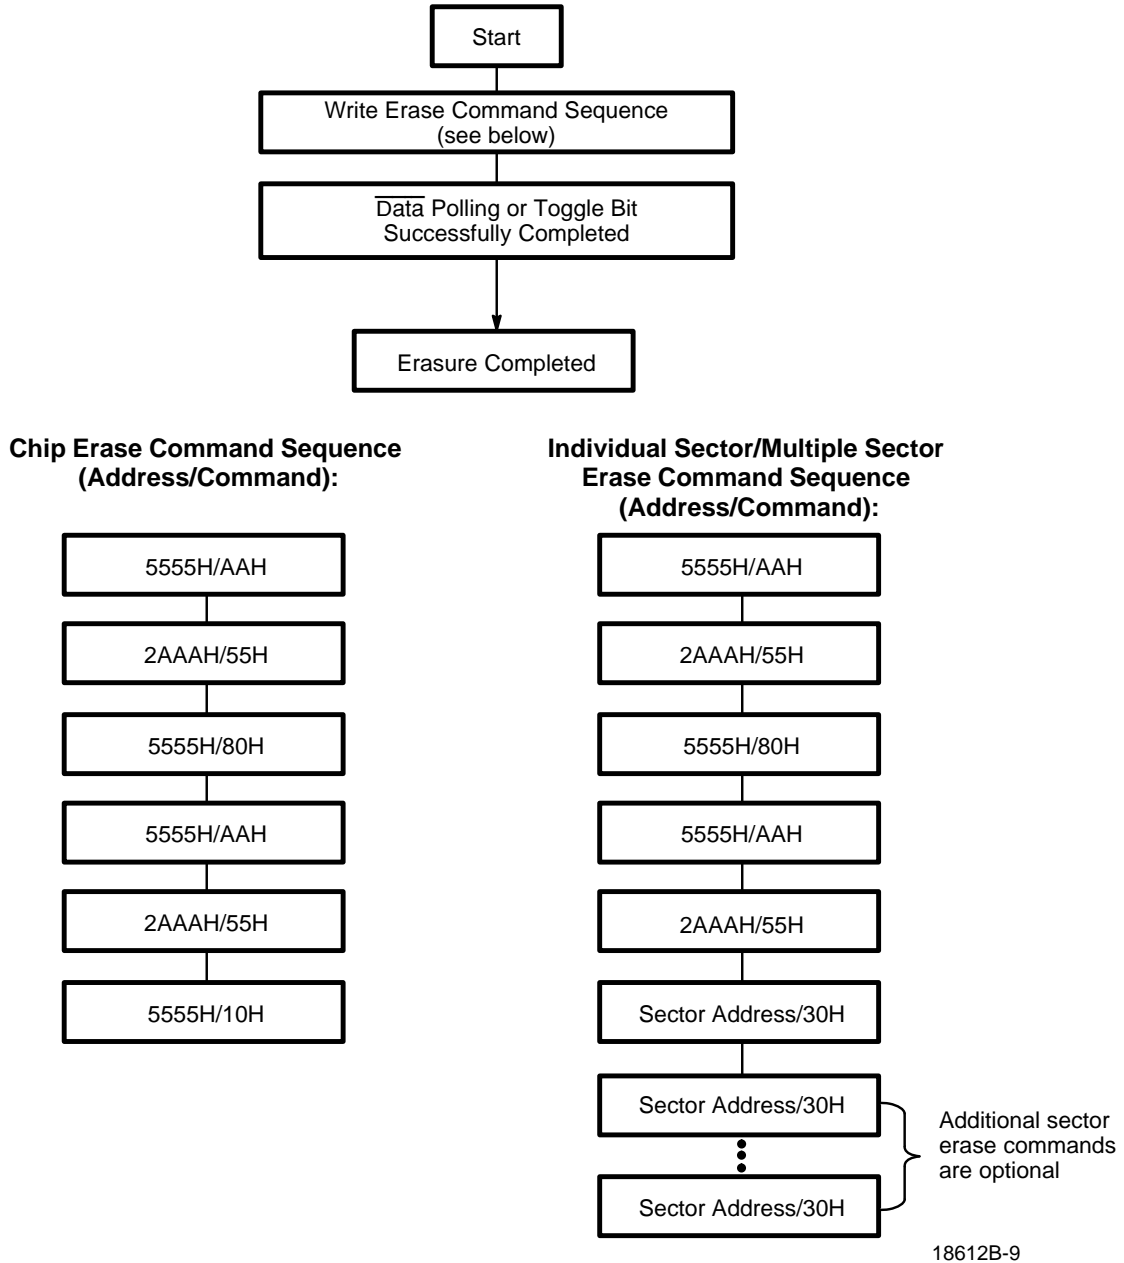 Start
Write Erase Command Sequence
(see below)
Data Polling or Toggle Bit
Successfully Completed
Erasure Completed
Chip Erase Command Sequence
(Address/Command):
5555H/AAH
2AAAH/55H
5555H/80H
5555H/AAH
2AAAH/55H
5555H/10H
Individual Sector/Multiple Sector
Erase Command Sequence
(Address/Command):
5555H/AAH
2AAAH/55H
5555H/80H
5555H/AAH
2AAAH/55H
Sector Address/30H
Sector Address/30H
Sector Address/30H
Additional sector
erase commands
are optional
18612B-9